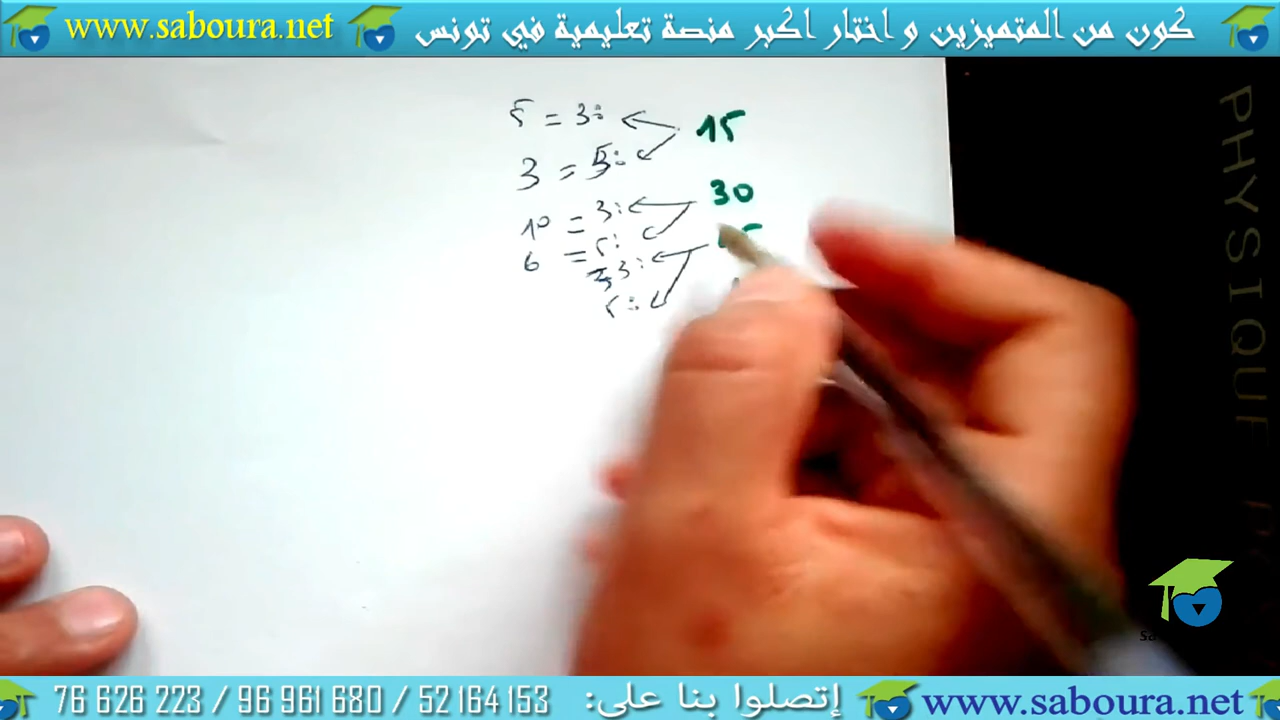 www.saboura.net كون من المتميزين و اختار اكبر منصة تعليمية في تونس
5 = 3÷ 15
3 = 5÷
10 = 3÷ 30
6 = 5÷
3÷
5÷
PHYSIQUE
76 626 223 / 96 961 680 / 52 164 153 إتصلوا بنا على: www.saboura.net